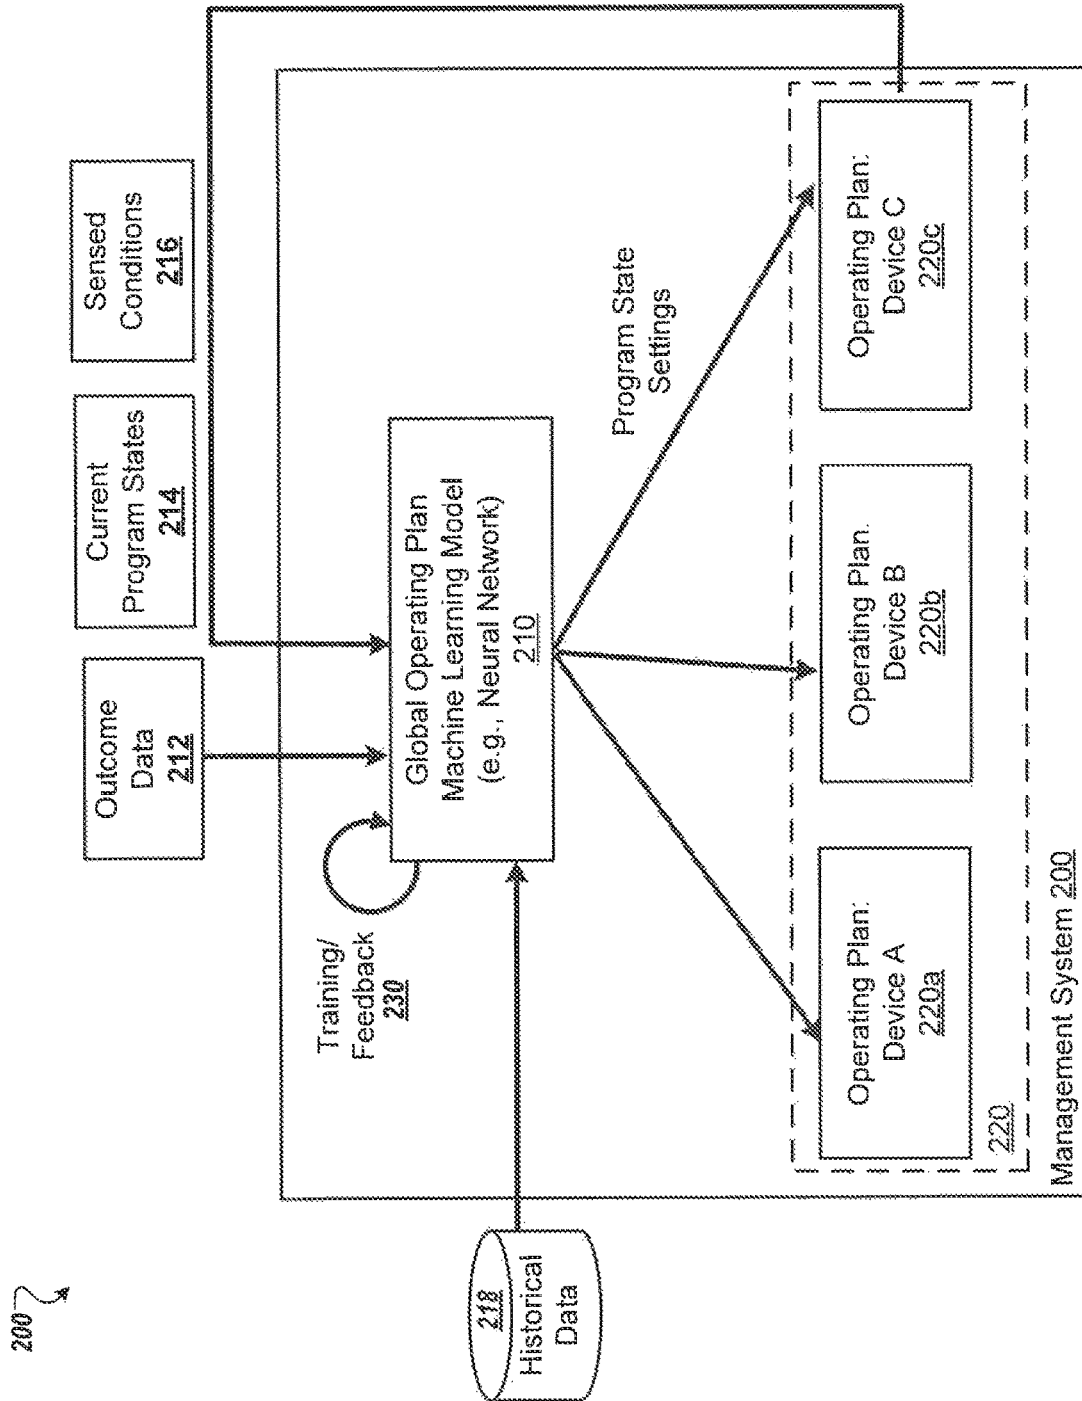 200
Outcome
Data
212
Current
Program States
214
Sensed
Conditions
216
Training/
Feedback
230
218
Historical
Data
Global Operating Plan
Machine Learning Model
(e.g., Neural Network)
210
Program State
Settings
Operating Plan:
Device A
220a
Operating Plan.
Device B
220b
Operating Plan:
Device C
220c
220
Management System 200